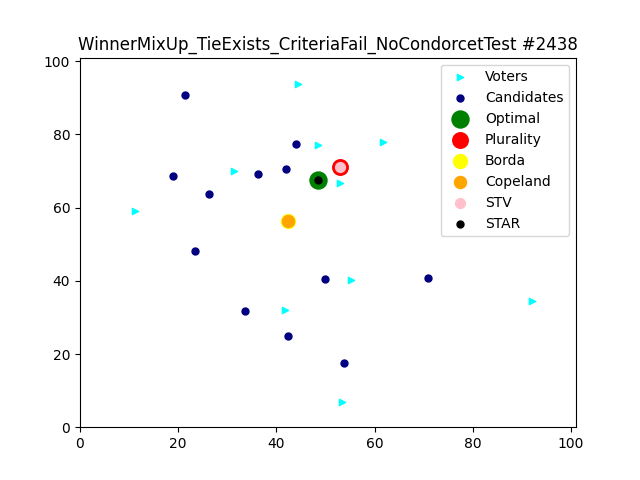 WinnerMixUp_TieExists_CriteriaFail_NoCondorcetTest #2438
100
80
60
40
20
0
0 20 40 60 80 100
Voters
Candidates
Optimal
Plurality
Borda
Copeland
STV
STAR